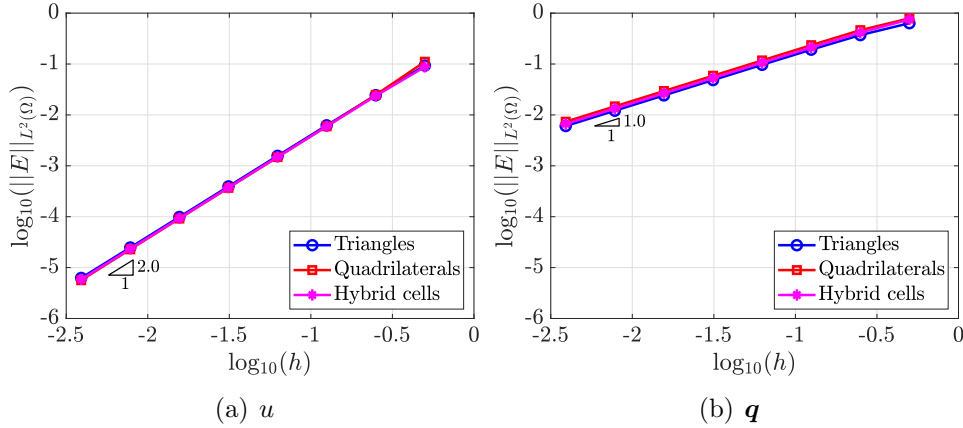 0
-1
-2
-3
-4
-5
-6
-2.5
-2
-1.5
-1
-0.5
0
log₁₀(||E||_{L²(Ω)})
log₁₀(h)
2.0
1
Triangles
Quadrilaterals
Hybrid cells
(a) u
0
-1
-2
-3
-4
-5
-6
-2.5
-2
-1.5
-1
-0.5
0
log₁₀(||E||_{L²(Ω)})
log₁₀(h)
1.0
1
Triangles
Quadrilaterals
Hybrid cells
(b) q